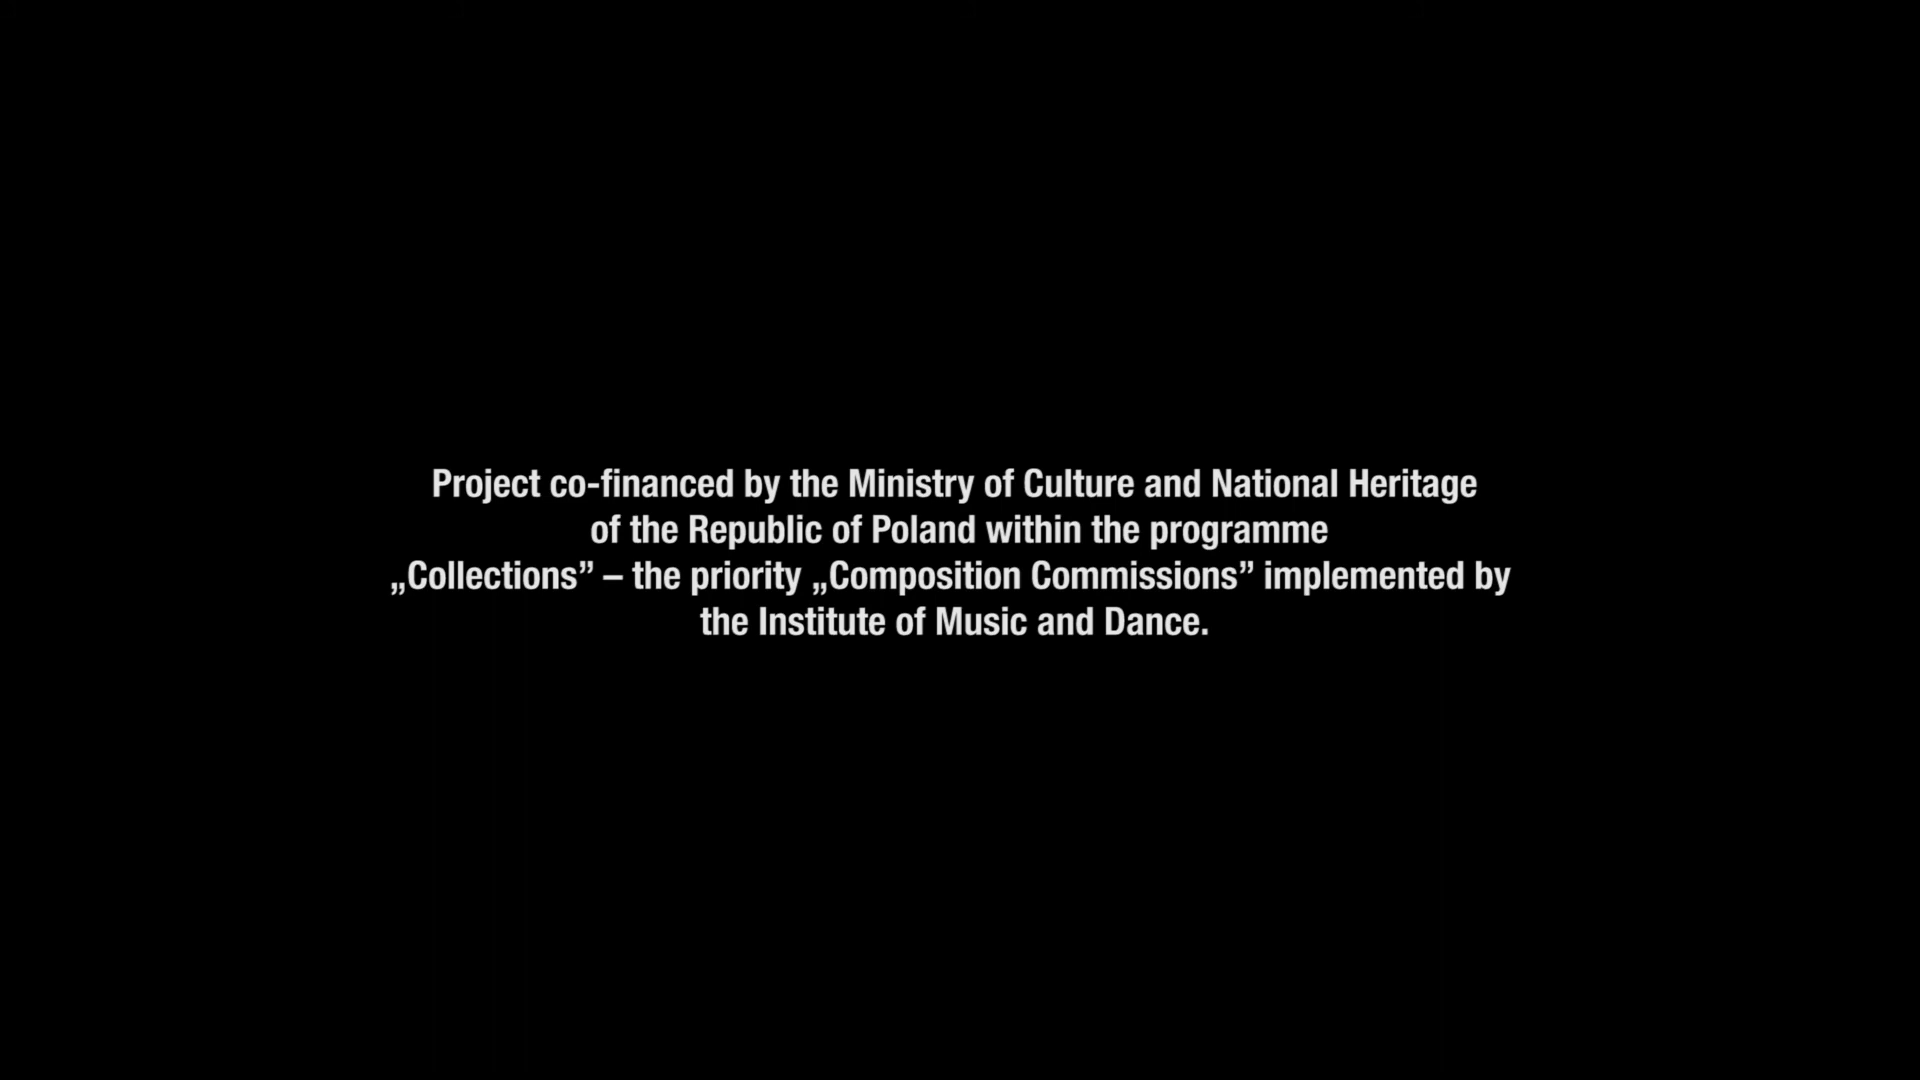 Project co-financed by the Ministry of Culture and National Heritage
of the Republic of Poland within the programme
„Collections” – the priority „Composition Commissions” implemented by
the Institute of Music and Dance.